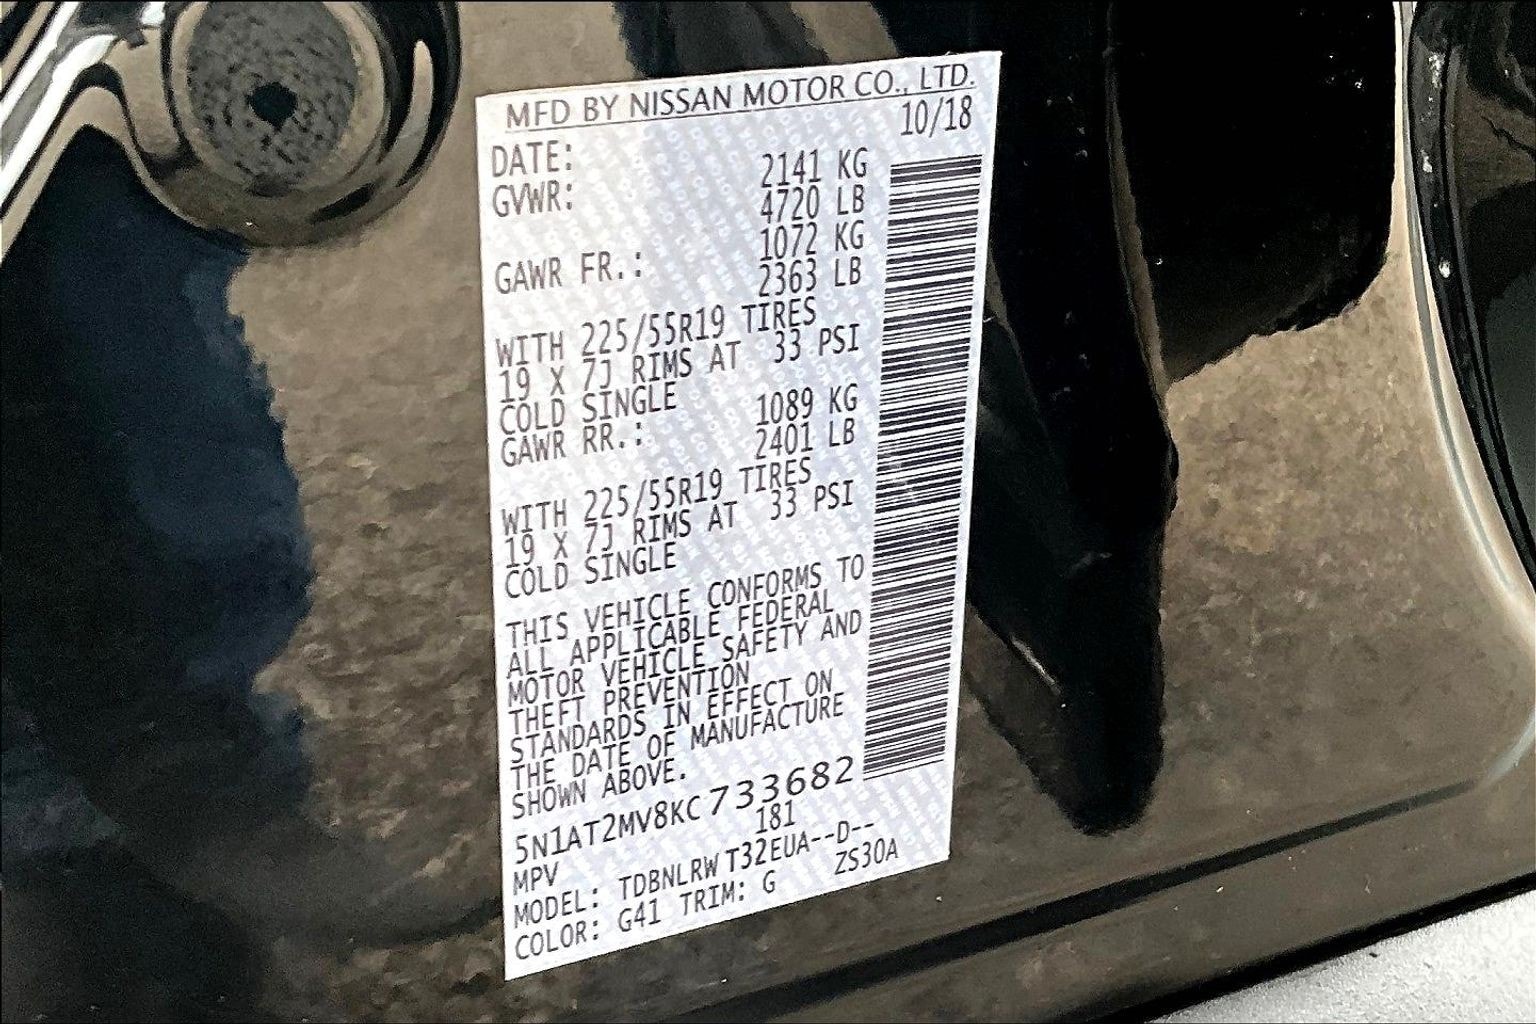 MFD BY NISSAN MOTOR CO., LTD.
DATE: 10/18
GVWR: 2141 KG
4720 LB
GAWR FR.: 1072 KG
2363 LB
WITH 225/55R19 TIRES
19 X 7J RIMS AT 33 PSI
COLD SINGLE
GAWR RR.: 1089 KG
2401 LB
WITH 225/55R19 TIRES
19 X 7J RIMS AT 33 PSI
COLD SINGLE
THIS VEHICLE CONFORMS TO
ALL APPLICABLE FEDERAL
MOTOR VEHICLE SAFETY AND
THEFT PREVENTION
STANDARDS IN EFFECT ON
THE DATE OF MANUFACTURE
SHOWN ABOVE.
5N1AT2MV8KC733682
MPV 181
MODEL: TDBNLRWT32EUA--D--
COLOR: G41 TRIM: G ZS30A